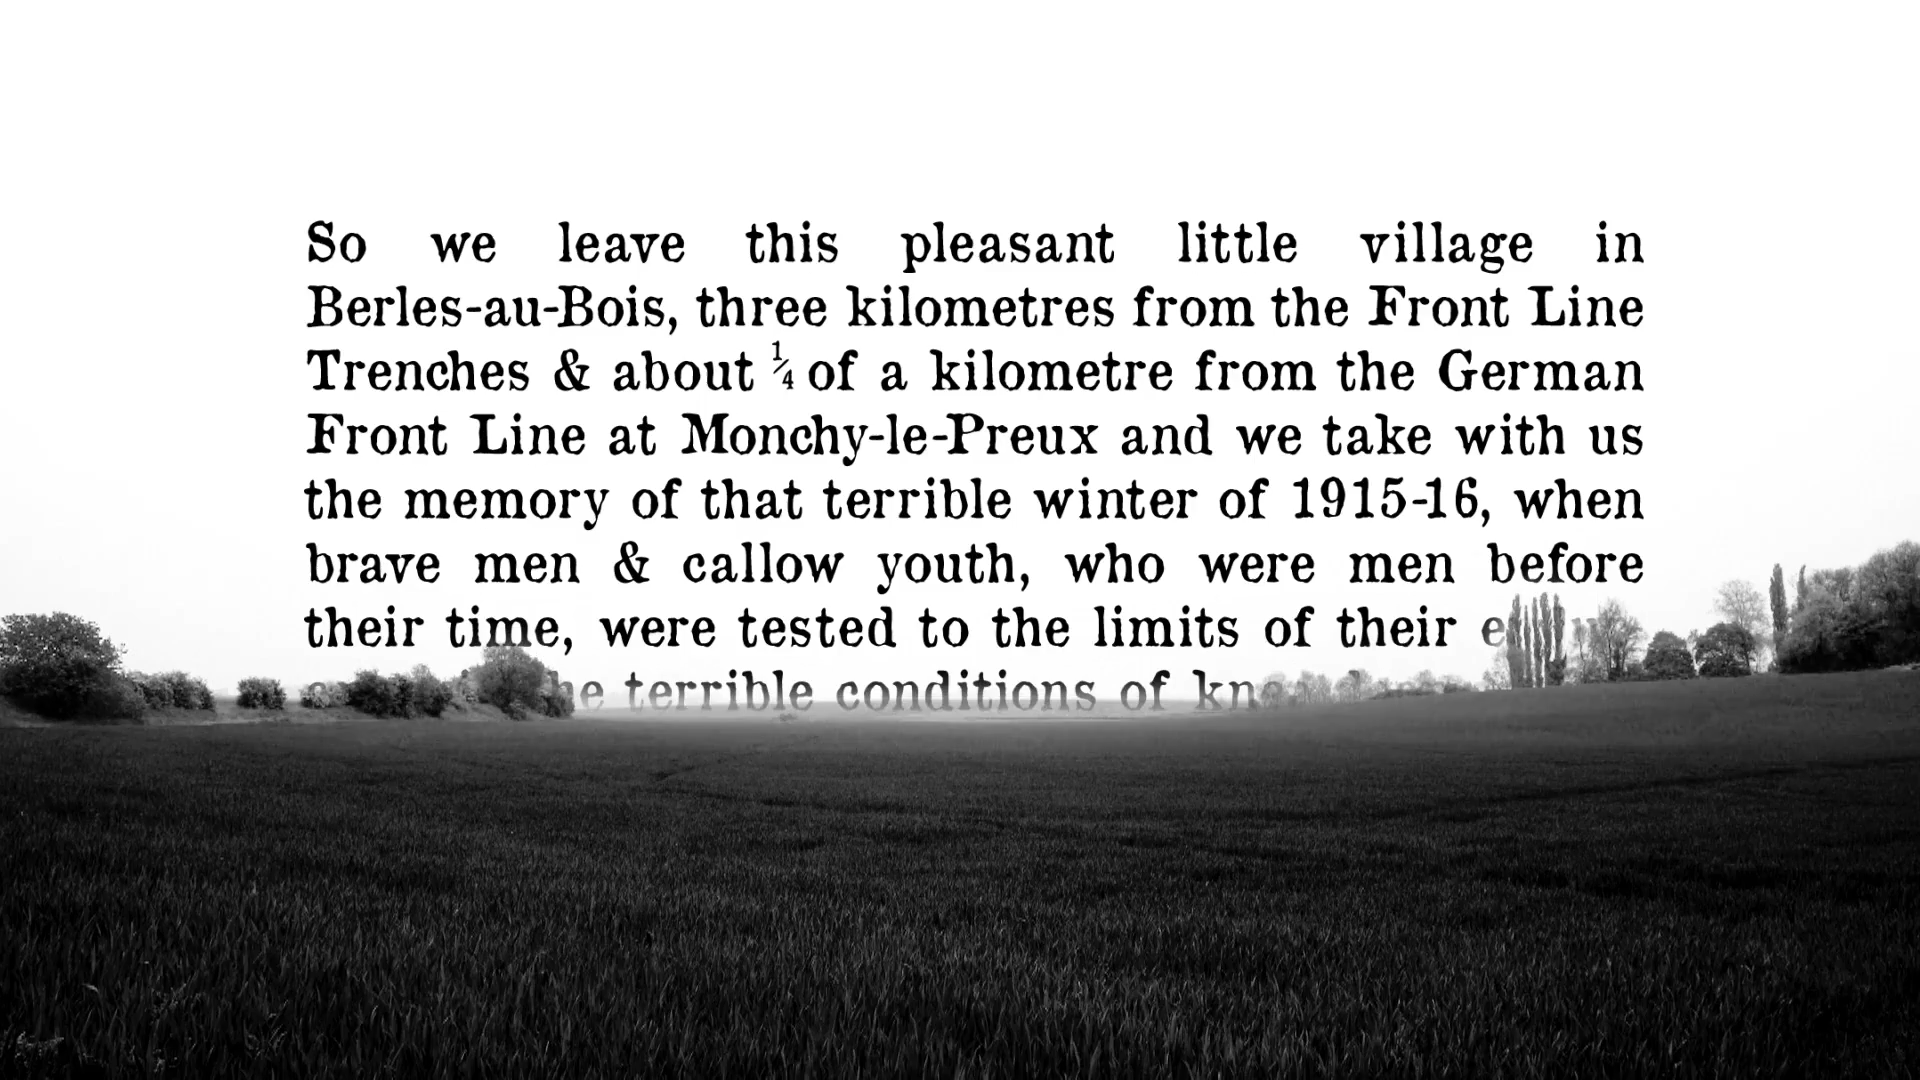 So we leave this pleasant little village in
Berles-au-Bois, three kilometres from the Front Line
Trenches & about ¼ of a kilometre from the German
Front Line at Monchy-le-Preux and we take with us
the memory of that terrible winter of 1915-16, when
brave men & callow youth, who were men before
their time, were tested to the limits of their
terrible conditions of